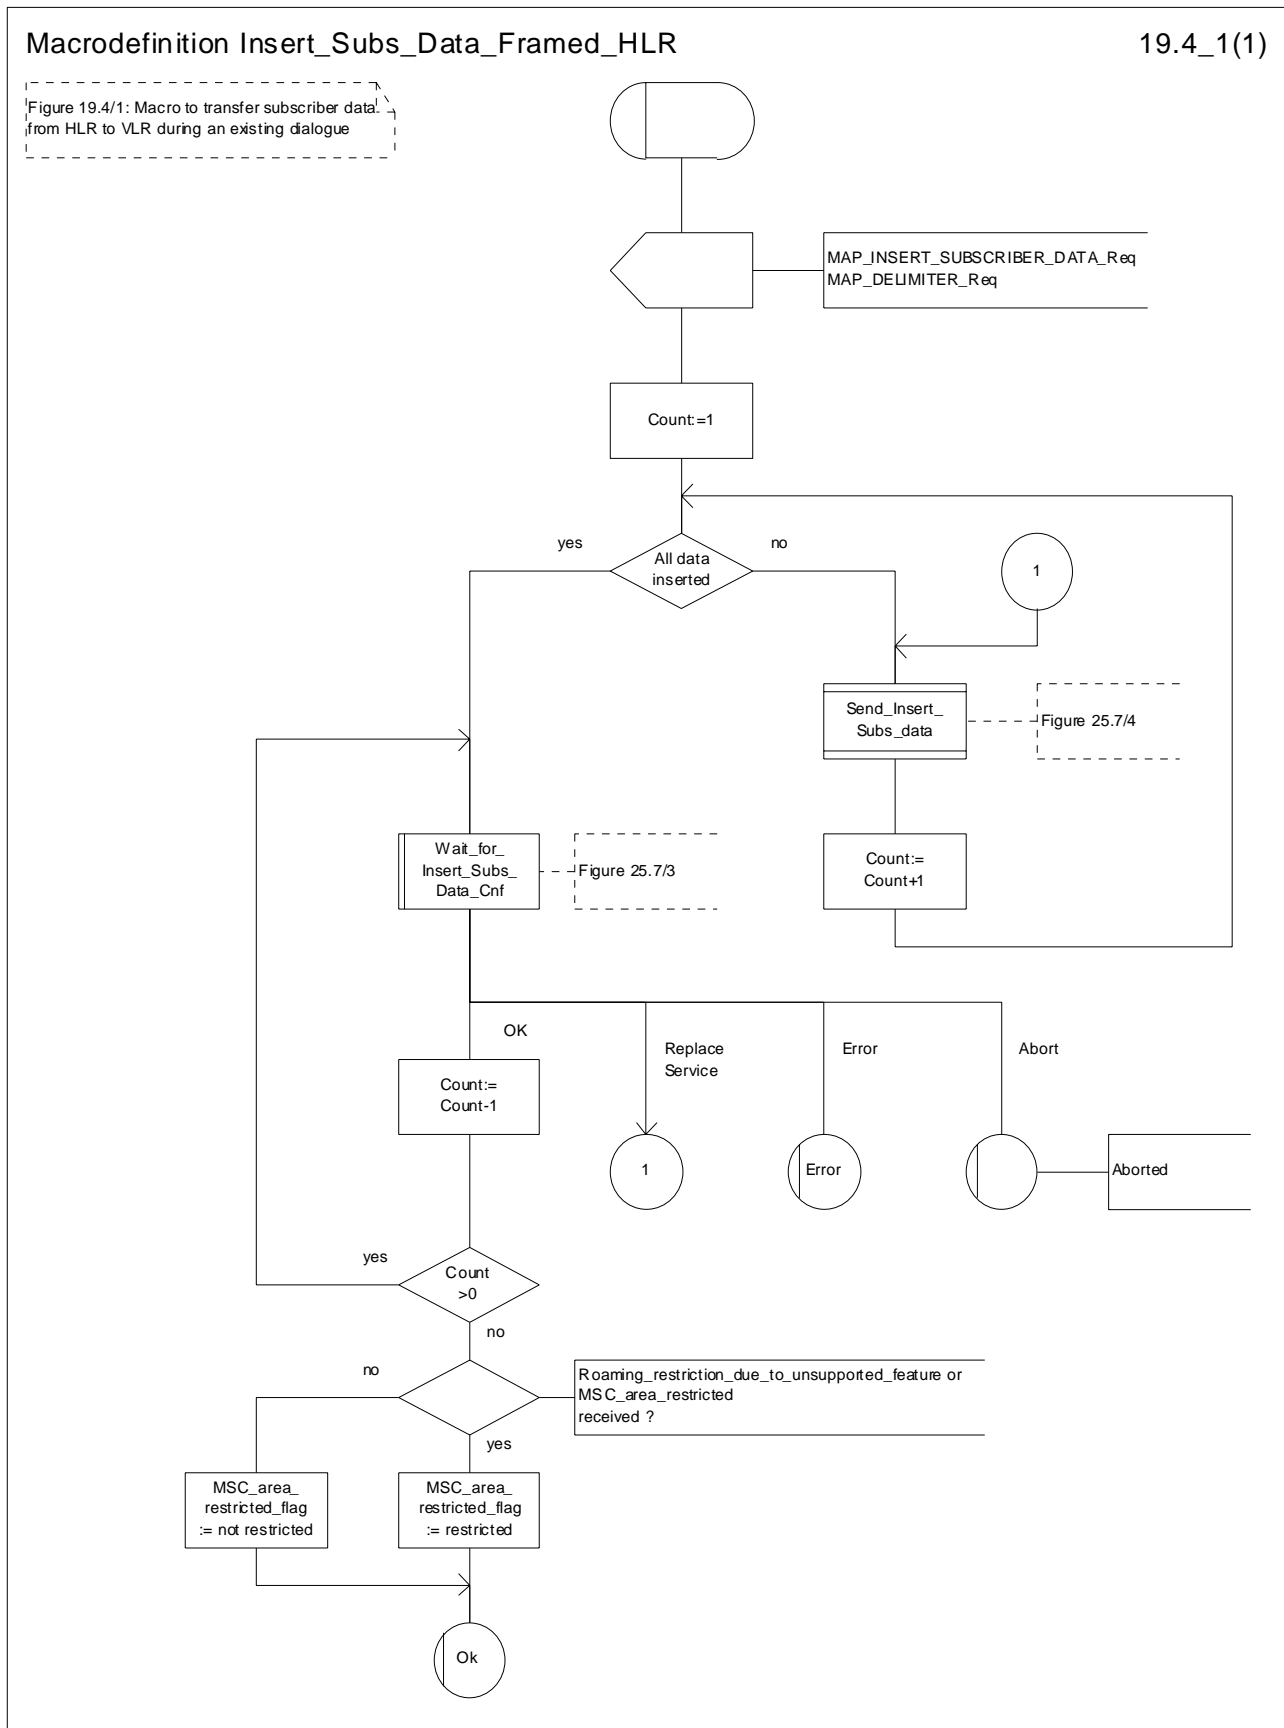 Macrodefinition Insert_Subs_Data_Framed_HLR
19.4_1(1)
Figure 19.4/1: Macro to transfer subscriber data
from HLR to VLR during an existing dialogue
MAP_INSERT_SUBSCRIBER_DATA_Req
MAP_DELIMITER_Req
Count:=1
yes
no
All data
inserted
1
Send_Insert_
Subs_data
Figure 25.7/4
Wait_for_
Insert_Subs_
Data_Cnf
Figure 25.7/3
Count:=
Count+1
OK
Replace
Service
Error
Abort
Count:=
Count-1
1
Error
Aborted
yes
Count
>0
no
no
Roaming_restriction_due_to_unsupported_feature or
MSC_area_restricted
received ?
yes
MSC_area_
restricted_flag
:= not restricted
MSC_area_
restricted_flag
:= restricted
Ok